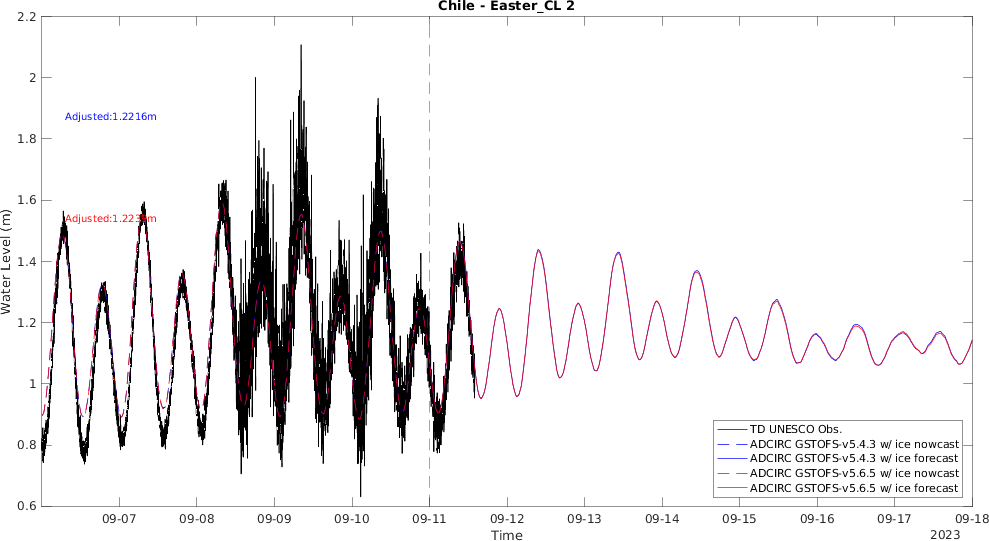 Chile - Easter_CL 2
2.2
2
1.8
1.6
1.4
1.2
1
0.8
0.6
Water Level (m)
Adjusted:1.2216m
TD UNESCO Obs.
ADCIRC GSTOFS-v5.4.3 w/ ice nowcast
ADCIRC GSTOFS-v5.4.3 w/ ice forecast
ADCIRC GSTOFS-v5.6.5 w/ ice nowcast
ADCIRC GSTOFS-v5.6.5 w/ ice forecast
09-07 09-08 09-09 09-10 09-11 09-12 09-13 09-14 09-15 09-16 09-17 09-18
Time
2023